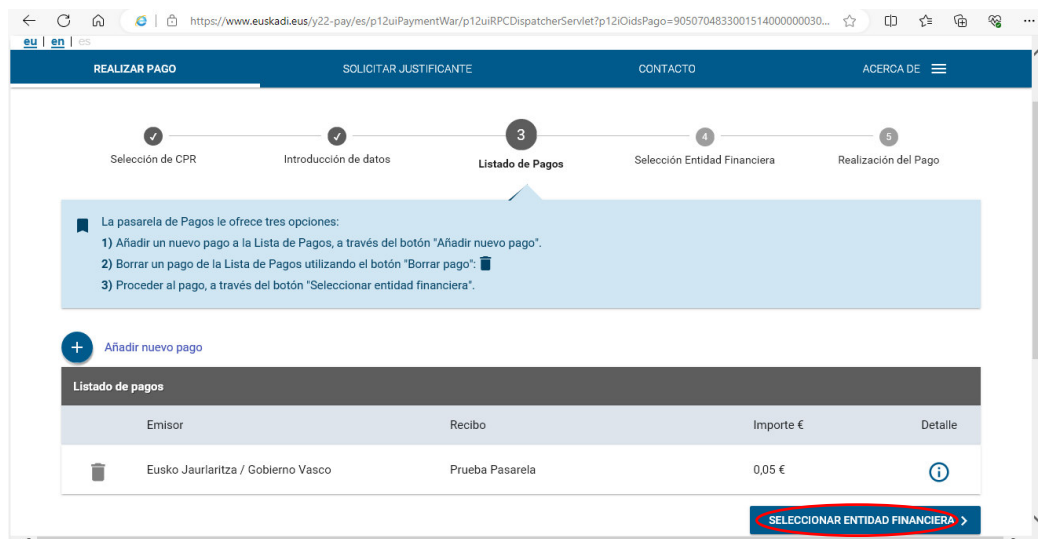 https://www.euskadi.eus/y22-pay/es/p12uiPaymentWar/p12uiRPCDispatcherServlet?p12iOidsPago=9050704833001514000000030...
eu | en | es
REALIZAR PAGO SOLICITAR JUSTIFICANTE CONTACTO ACERCA DE
3 4 5
Selección de CPR Introducción de datos Listado de Pagos Selección Entidad Financiera Realización del Pago
La pasarela de Pagos le ofrece tres opciones:
1) Añadir un nuevo pago a la Lista de Pagos, a través del botón "Añadir nuevo pago".
2) Borrar un pago de la Lista de Pagos utilizando el botón "Borrar pago":
3) Proceder al pago, a través del botón "Seleccionar entidad financiera".
+ Añadir nuevo pago
Listado de pagos
Emisor Recibo Importe € Detalle
Eusko Jaurlaritza / Gobierno Vasco Prueba Pasarela 0,05 €
SELECCIONAR ENTIDAD FINANCIERA >